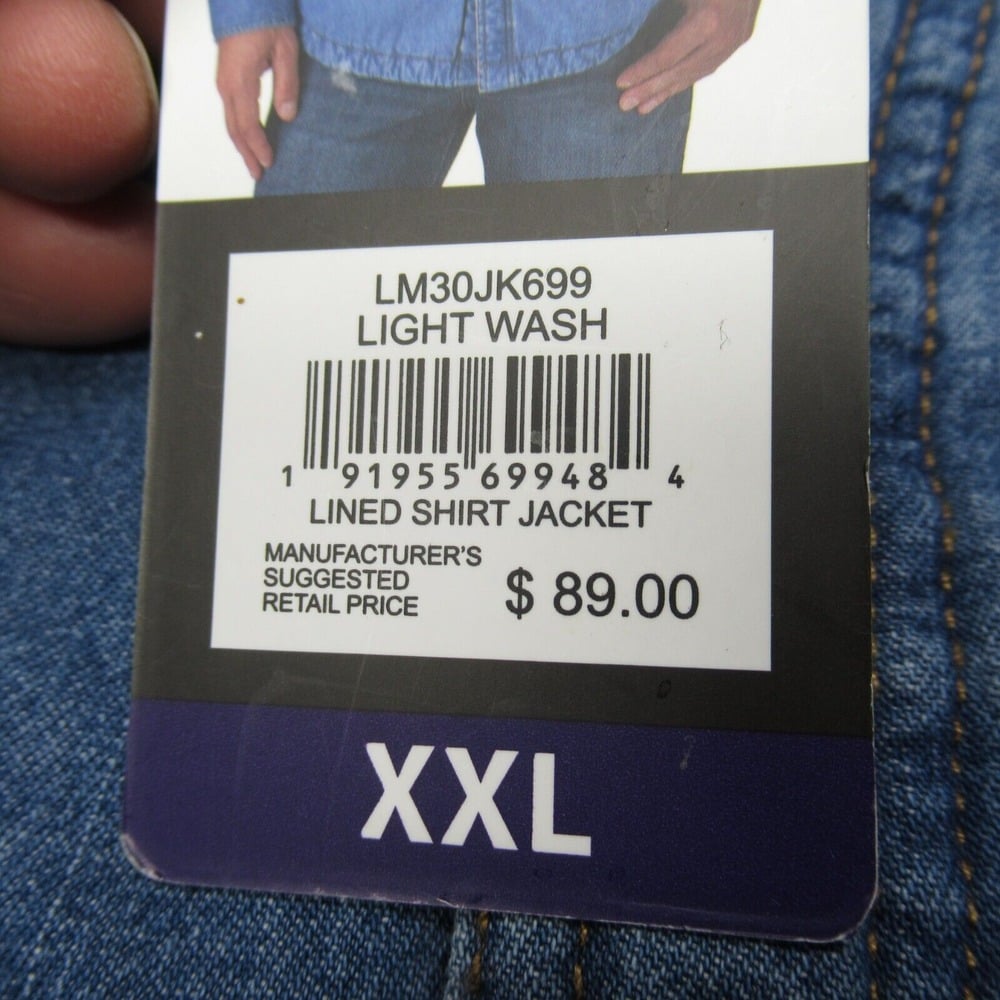 LM30JK699
LIGHT WASH
1 91955 69948 4
LINED SHIRT JACKET
MANUFACTURER'S
SUGGESTED
RETAIL PRICE
$ 89.00
XXL